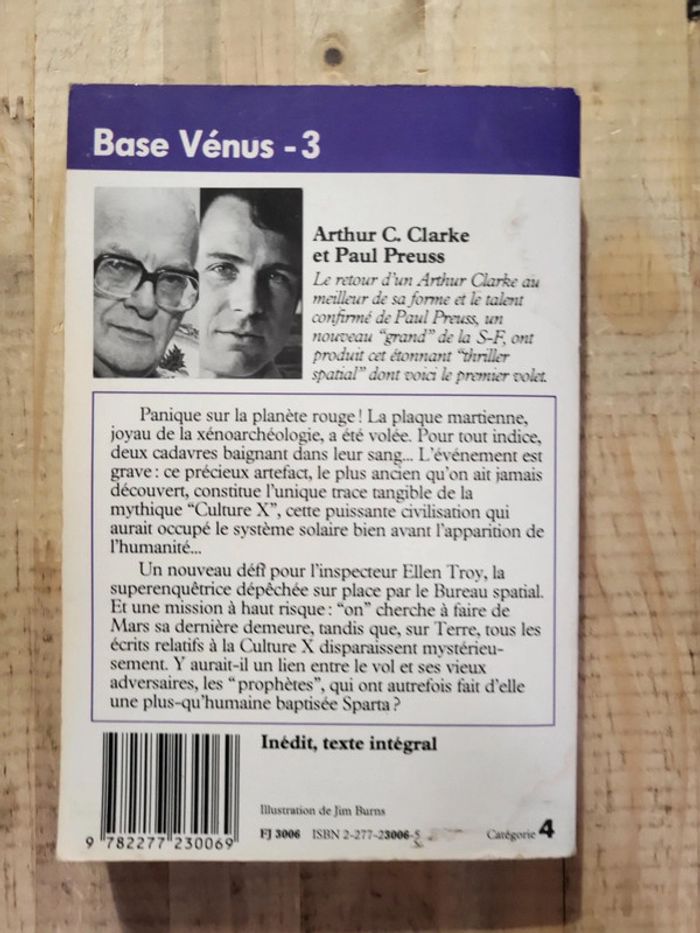 Base Vénus - 3
Arthur C. Clarke
et Paul Preuss
Le retour d'un Arthur Clarke au
meilleur de sa forme et le talent
confirmé de Paul Preuss, un
nouveau "grand" de la S-F, ont
produit cet étonnant "thriller
spatial" dont voici le premier volet.
Panique sur la planète rouge ! La plaque martienne,
joyau de la xénoarchéologie, a été volée. Pour tout indice,
deux cadavres baignant dans leur sang... L'événement est
grave : ce précieux artefact, le plus ancien qu'on ait jamais
découvert, constitue l'unique trace tangible de la
mythique "Culture X", cette puissante civilisation qui
aurait occupé le système solaire bien avant l'apparition de
l'humanité...
Un nouveau défi pour l'inspecteur Ellen Troy, la
superenquêtrice dépêchée sur place par le Bureau spatial.
Et une mission à haut risque : "on" cherche à faire de
Mars sa dernière demeure, tandis que, sur Terre, tous les
écrits relatifs à la Culture X disparaissent mystérieu-
sement. Y aurait-il un lien entre le vol et ses vieux
adversaires, les "prophètes", qui ont autrefois fait d'elle
une plus-qu'humaine baptisée Sparta ?
Inédit, texte intégral
Illustration de Jim Burns
9 782277 230069
FJ 3006 ISBN 2-277-23006-5
Catégorie 4